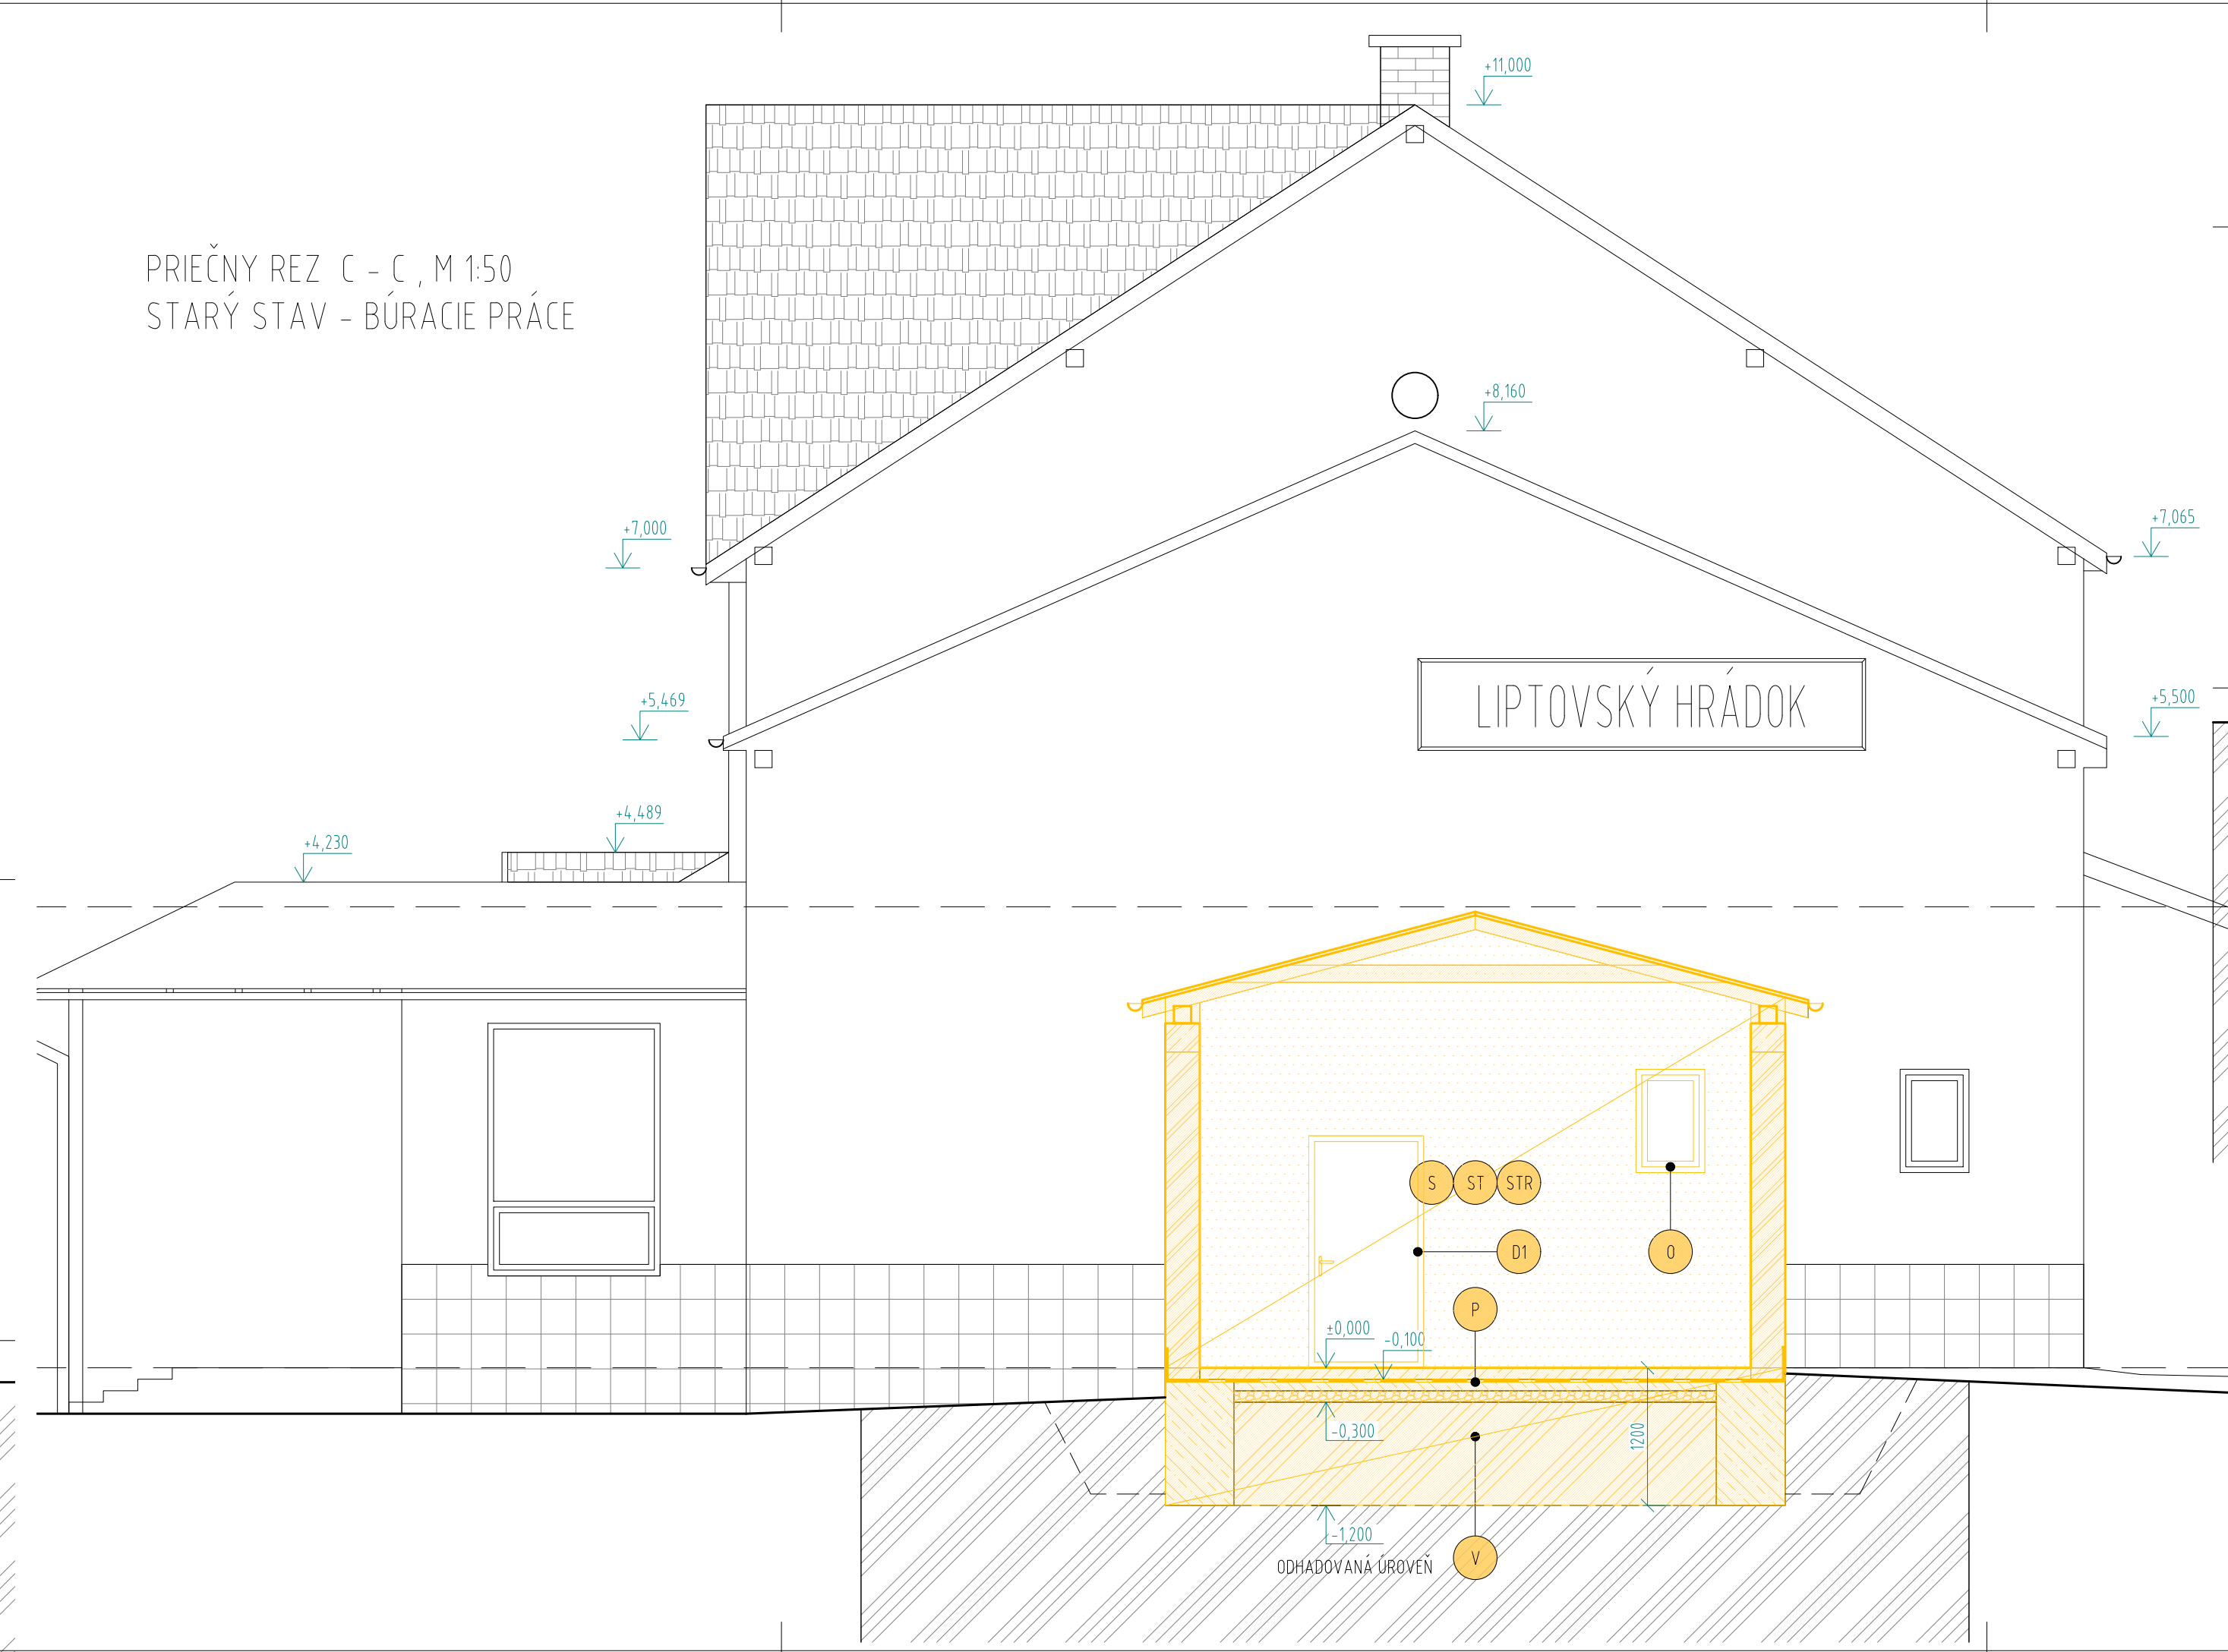 +11,000
PRIEČNY REZ C - C , M 1:50
STARÝ STAV - BÚRACIE PRÁCE
+8,160
+7,000
+7,065
+5,469
LIPTOVSKÝ HRÁDOK
+5,500
+4,489
+4,230
S ST STR
D1
O
P
±0,000
-0,100
-0,300
1200
-1,200
ODHADOVANÁ ÚROVEŇ
V